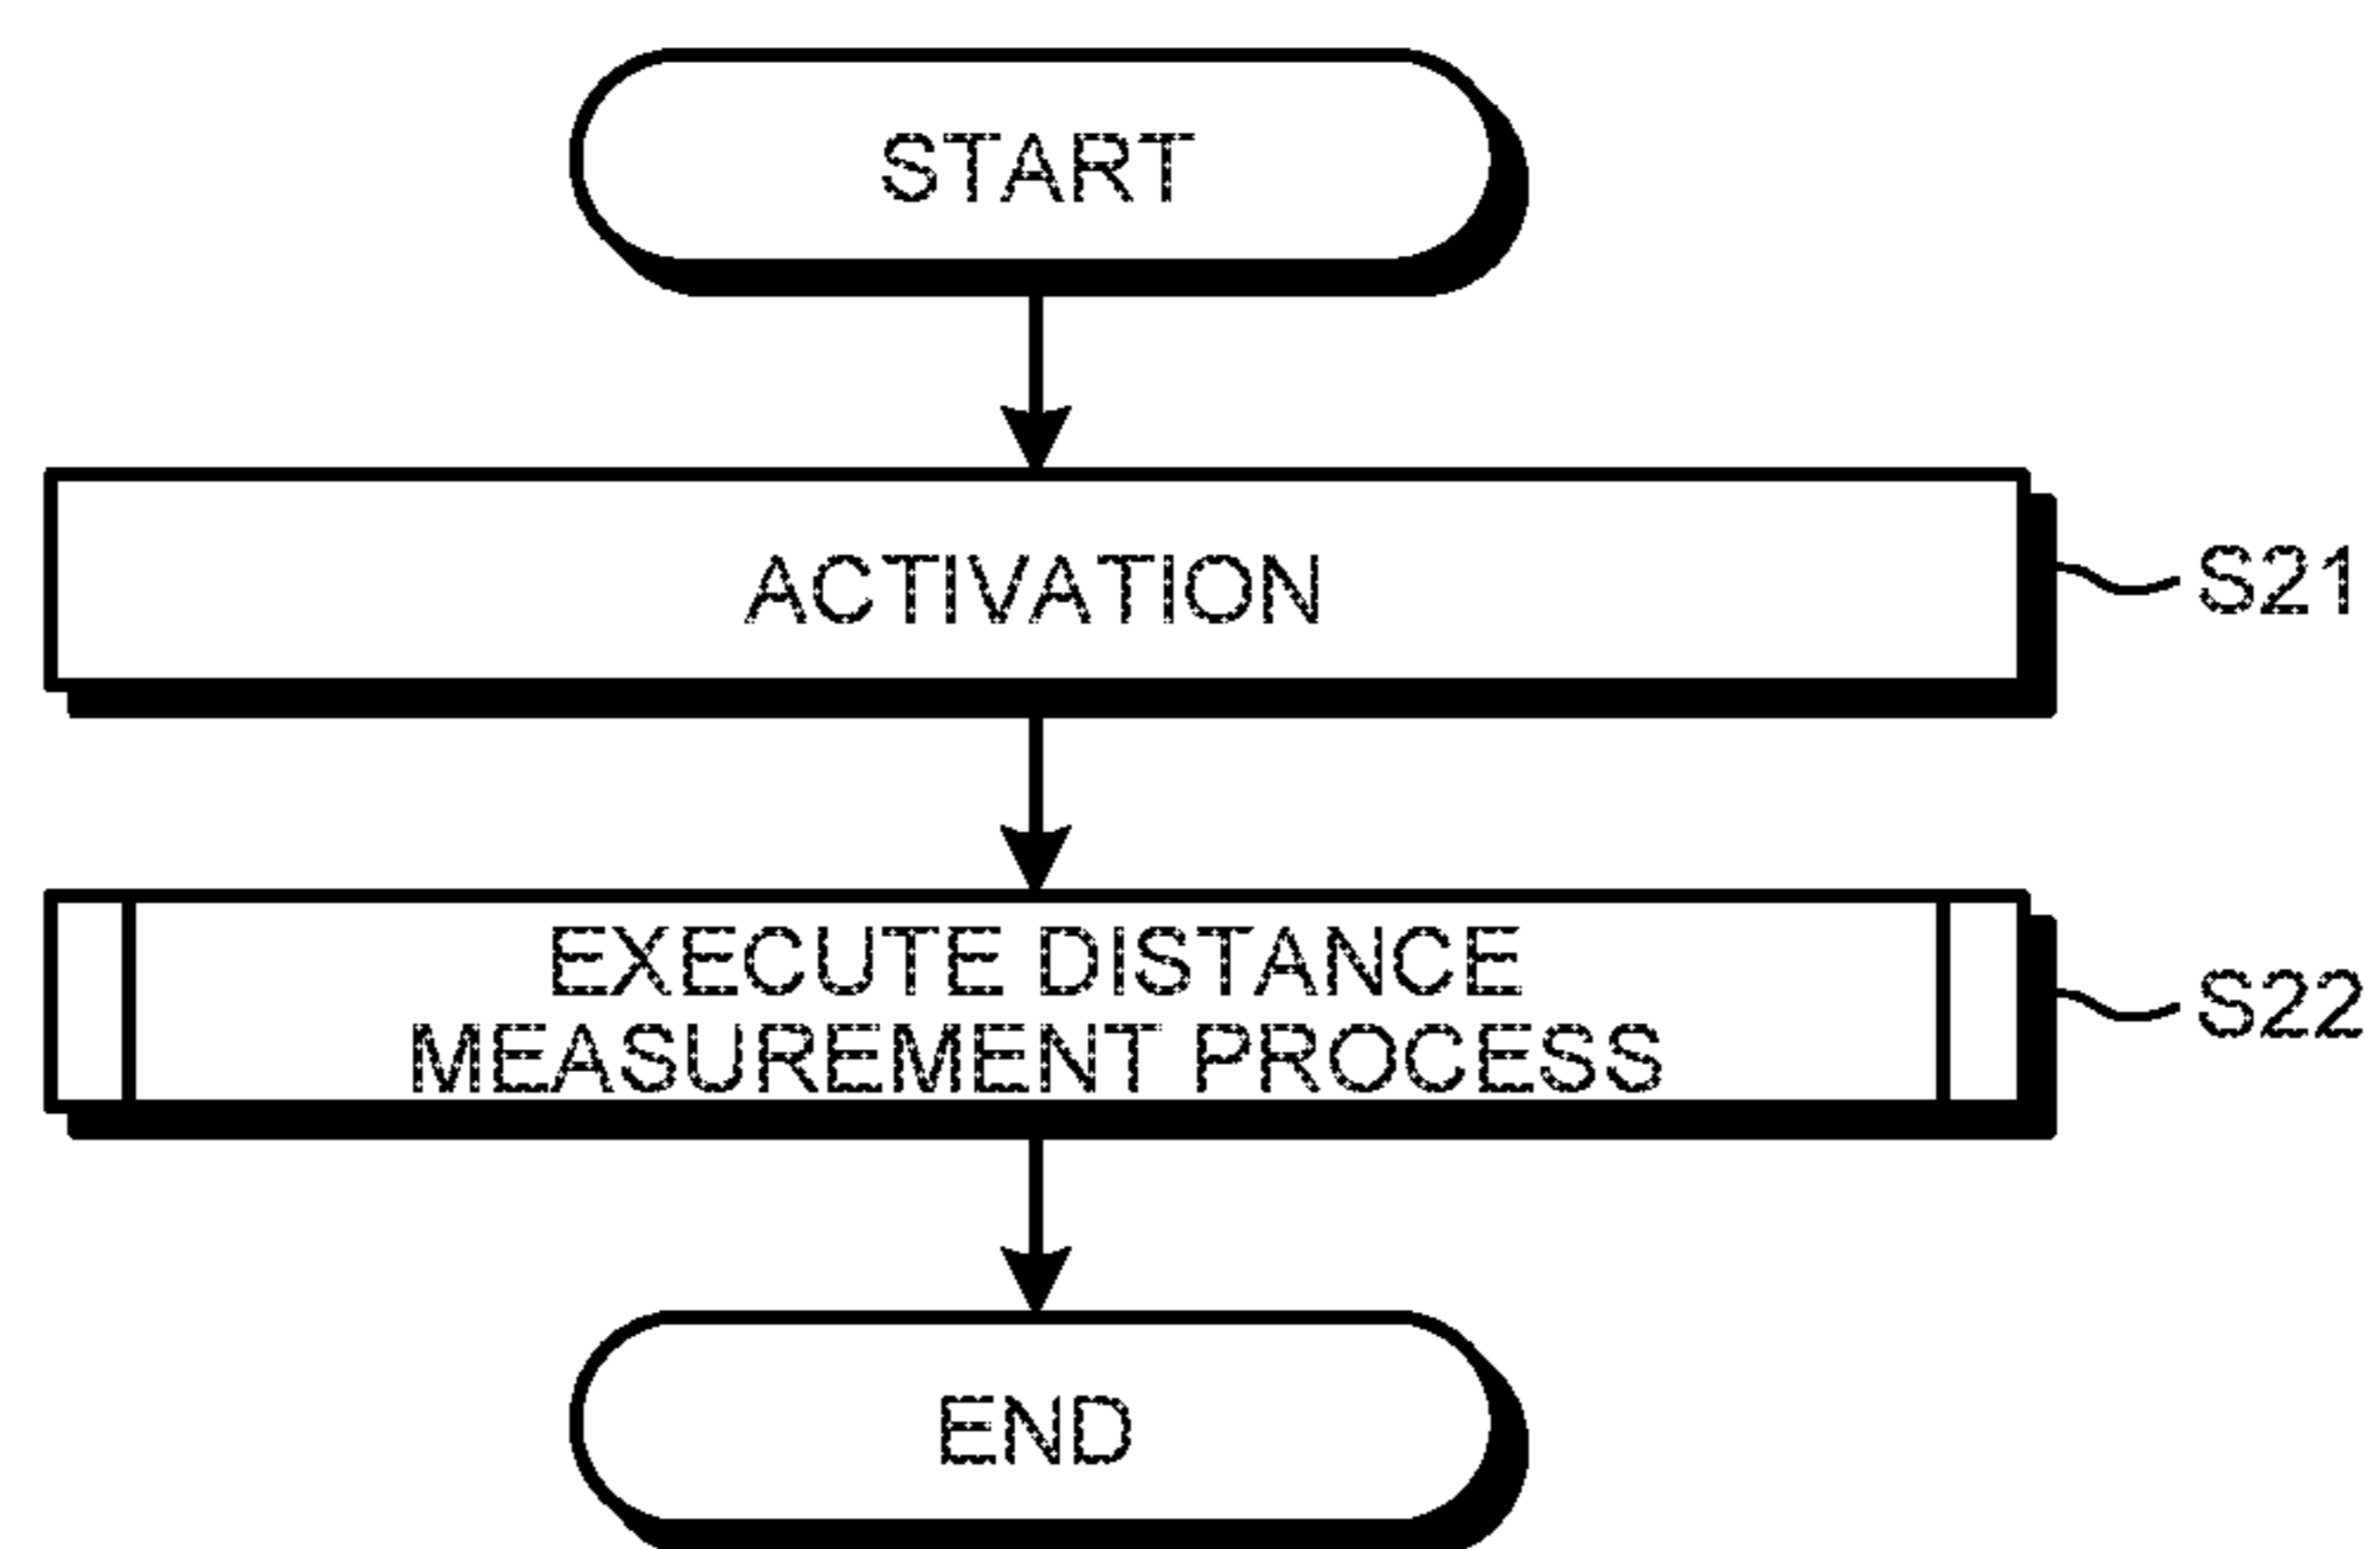 START
ACTIVATION
S21
EXECUTE DISTANCE
MEASUREMENT PROCESS
S22
END